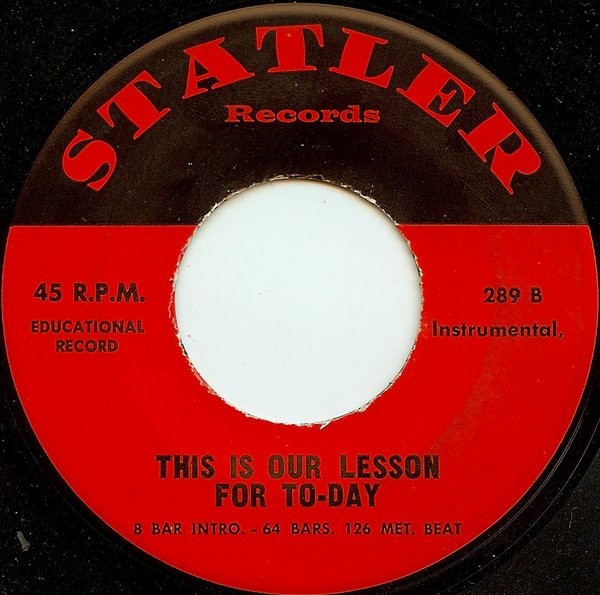 STATLER
Records
45 R.P.M.
289 B
EDUCATIONAL
RECORD
Instrumental,
THIS IS OUR LESSON
FOR TO-DAY
8 BAR INTRO. - 64 BARS. 126 MET. BEAT